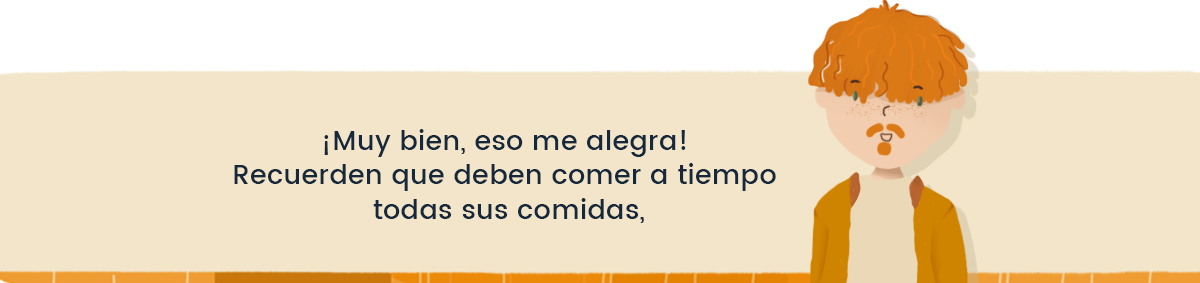 ¡Muy bien, eso me alegra!
Recuerden que deben comer a tiempo
todas sus comidas,